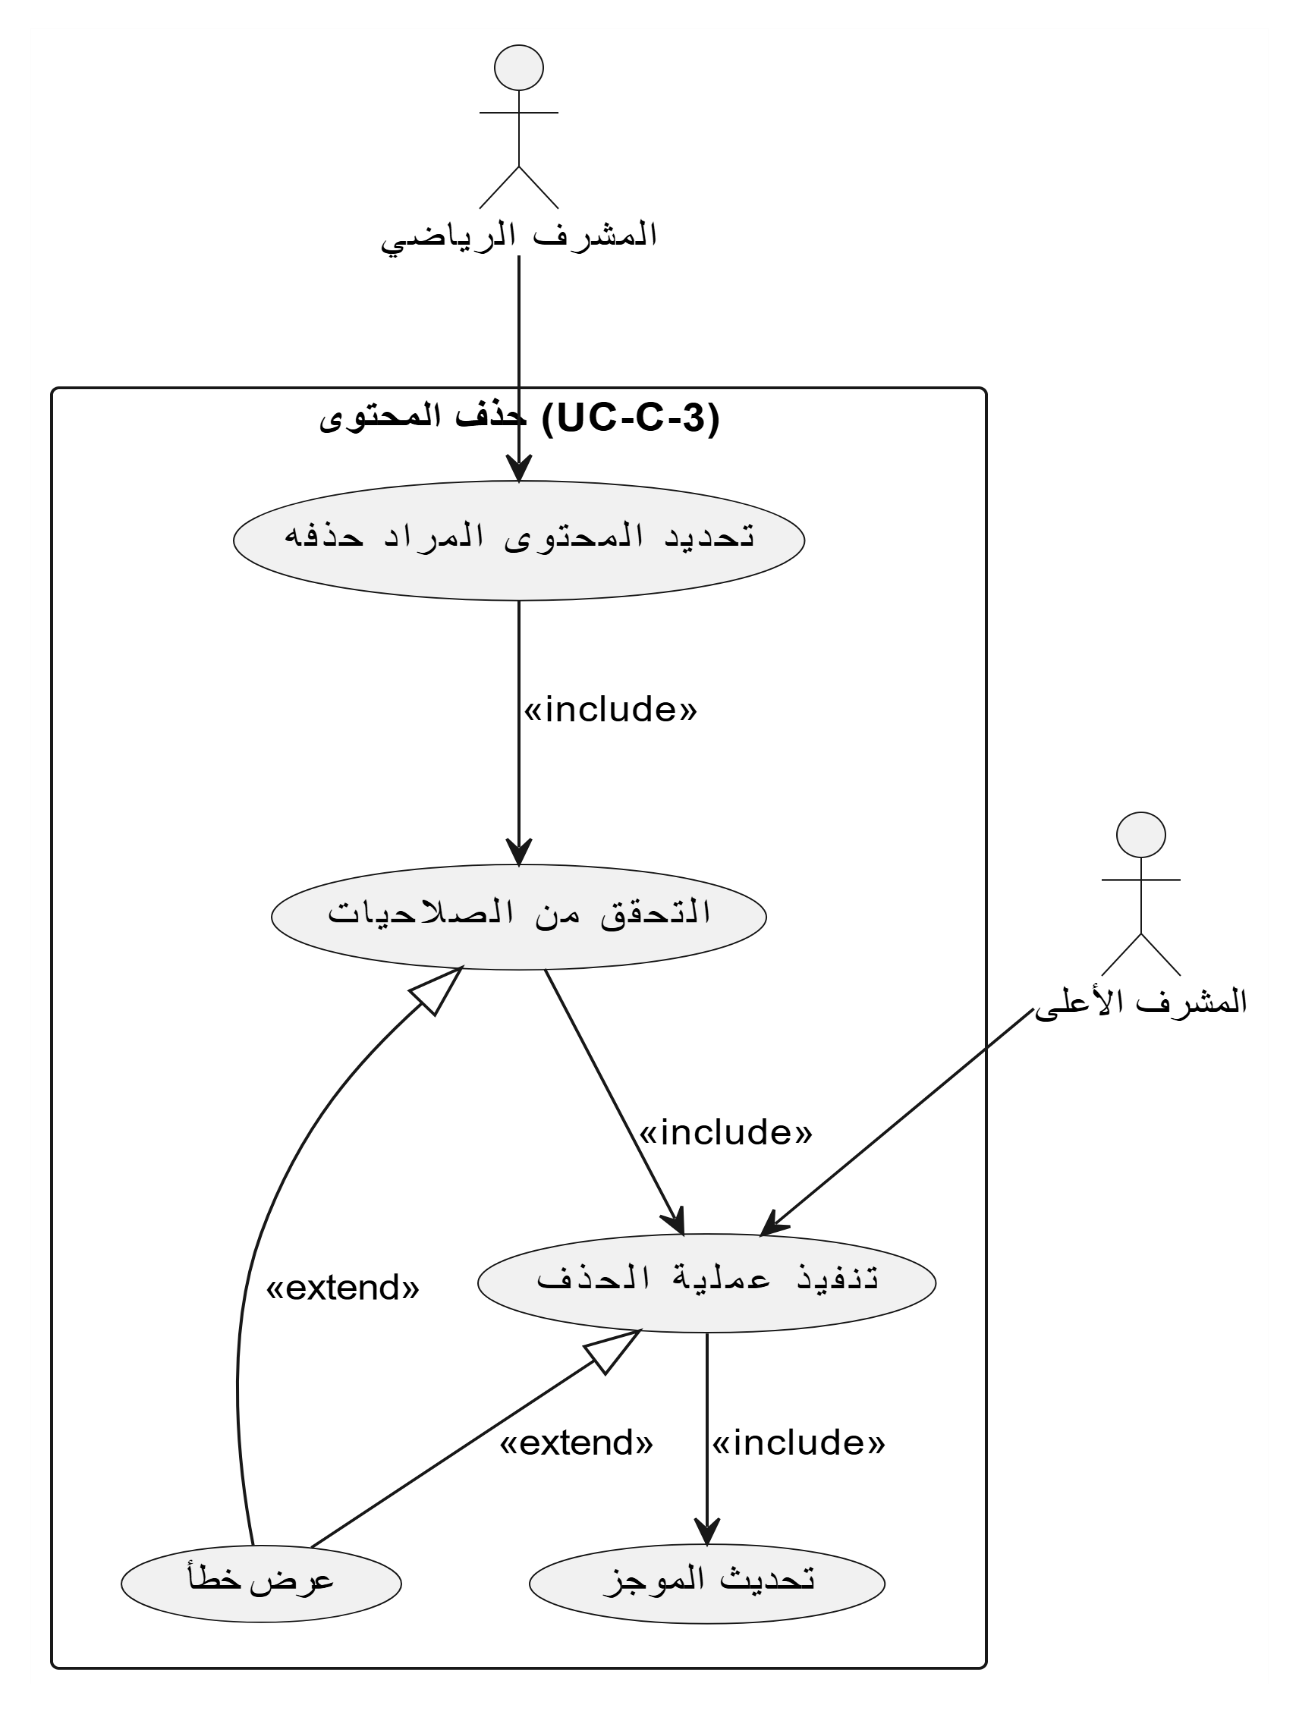 المشرف الرياضي
حذف المحتوى (UC-C-3)
تحديد المحتوى المراد حذفه
«include»
التحقق من الصلاحيات
المشرف الأعلى
«include»
تنفيذ عملية الحذف
«extend»
«extend»
«include»
عرض خطأ
تحديث الموجز